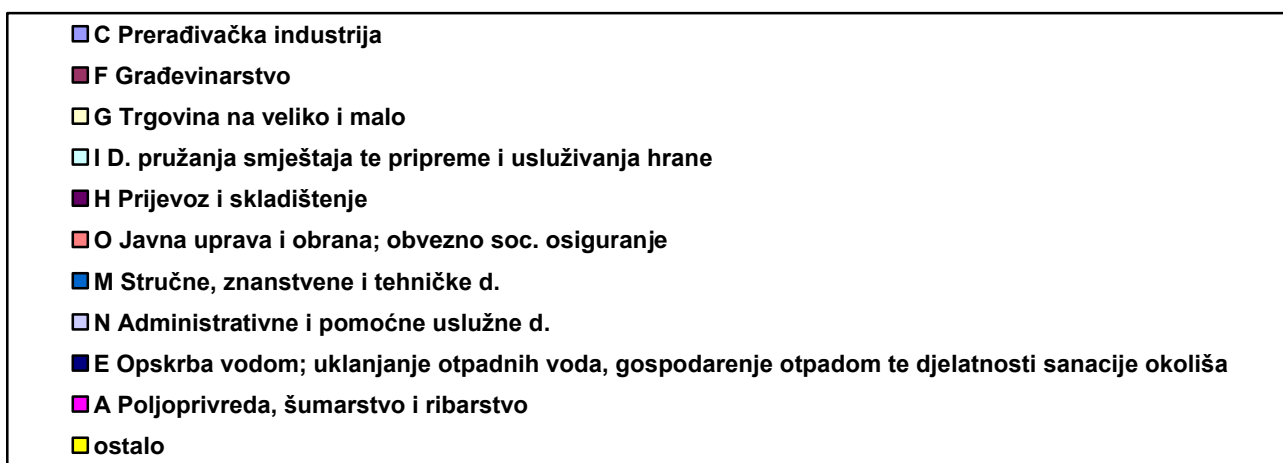 C Prerađivačka industrija
F Građevinarstvo
G Trgovina na veliko i malo
I D. pružanja smještaja te pripreme i usluživanja hrane
H Prijevoz i skladištenje
O Javna uprava i obrana; obvezno soc. osiguranje
M Stručne, znanstvene i tehničke d.
N Administrativne i pomoćne uslužne d.
E Opskrba vodom; uklanjanje otpadnih voda, gospodarenje otpadom te djelatnosti sanacije okoliša
A Poljoprivreda, šumarstvo i ribarstvo
ostalo